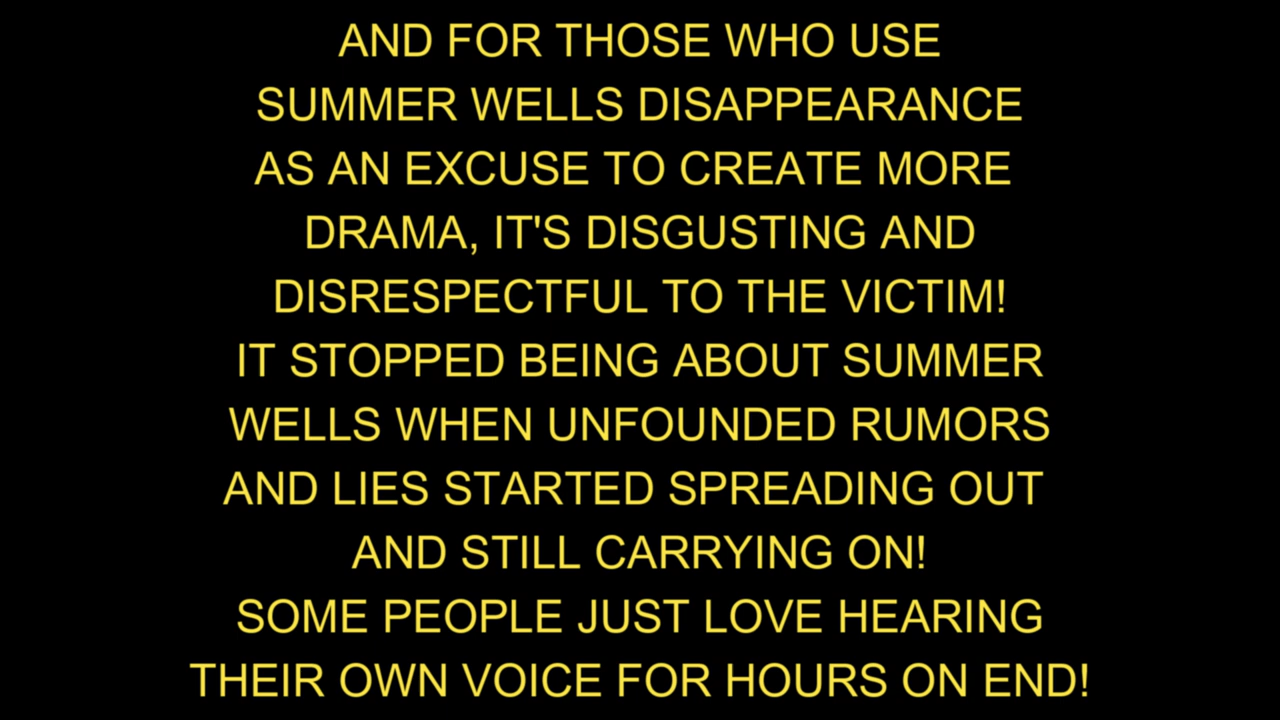 AND FOR THOSE WHO USE
SUMMER WELLS DISAPPEARANCE
AS AN EXCUSE TO CREATE MORE
DRAMA, IT'S DISGUSTING AND
DISRESPECTFUL TO THE VICTIM!
IT STOPPED BEING ABOUT SUMMER
WELLS WHEN UNFOUNDED RUMORS
AND LIES STARTED SPREADING OUT
AND STILL CARRYING ON!
SOME PEOPLE JUST LOVE HEARING
THEIR OWN VOICE FOR HOURS ON END!